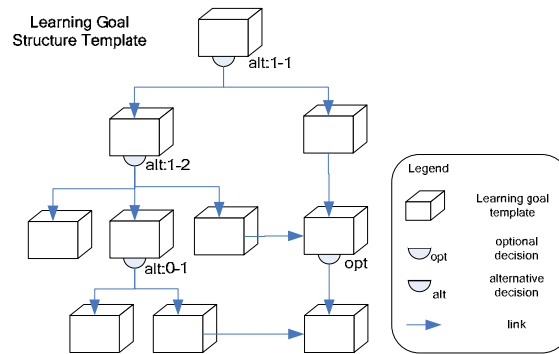 Learning Goal
Structure Template
alt:1-1
alt:1-2
alt:0-1
opt
Legend
Learning goal
template
opt
optional
decision
alt
alternative
decision
link